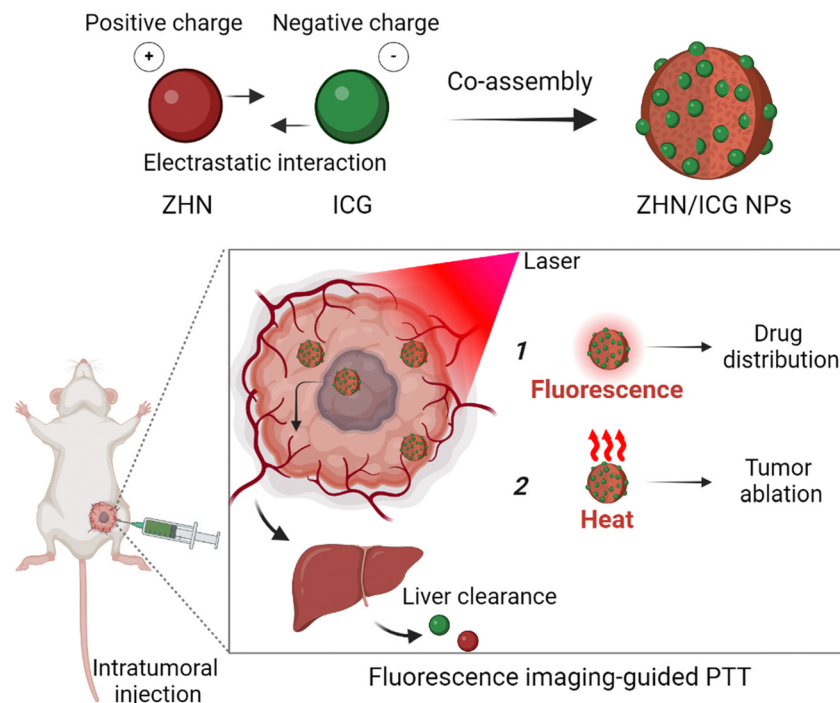 Positive charge
Negative charge
+
-
Co-assembly
Electrastatic interaction
ZHN
ICG
ZHN/ICG NPs
Laser
1
Fluorescence
Drug
distribution
2
Heat
Tumor
ablation
Liver clearance
Intratumoral
injection
Fluorescence imaging-guided PTT